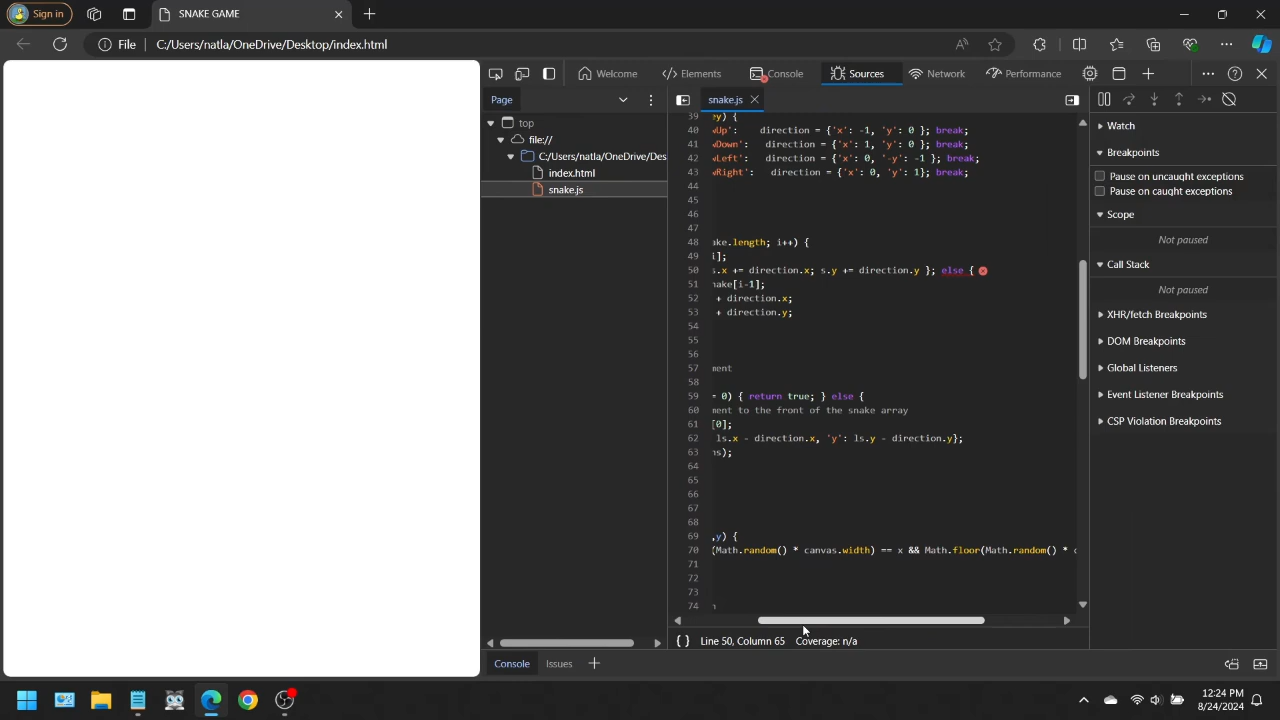 Sign in
SNAKE GAME
File
C:/Users/natla/OneDrive/Desktop/index.html
Welcome
Elements
Console
Sources
Network
Performance
Page
snake.js
top
file://
C:/Users/natla/OneDrive/Des
index.html
snake.js
39 ey) {
40 wUp': direction = {'x': -1, 'y': 0 }; break;
41 wDown': direction = {'x': 1, 'y': 0}; break;
42 wLeft': direction = {'x': 0, '-y': -1 }; break;
43 wRight': direction = {'x': 0, 'y': 1}; break;
44
45
46
47
48 ake.length; i++) {
49 i];
50 s.x += direction.x; s.y += direction.y }; else {
51 nake[i-1];
52 + direction.x;
53 + direction.y;
54
55
56
57 ment
58
59 = 0) { return true; } else {
60 ment to the front of the snake array
61 [0];
62 ls.x - direction.x, 'y': ls.y - direction.y};
63 ns);
64
65
66
67
68
69 ,y) {
70 (Math.random() * canvas.width) == x && Math.floor(Math.random() * c
71
72
73
74 n
{ } Line 50, Column 65 Coverage: n/a
Watch
Breakpoints
Pause on uncaught exceptions
Pause on caught exceptions
Scope
Not paused
Call Stack
Not paused
XHR/fetch Breakpoints
DOM Breakpoints
Global Listeners
Event Listener Breakpoints
CSP Violation Breakpoints
Console
Issues
12:24 PM
8/24/2024